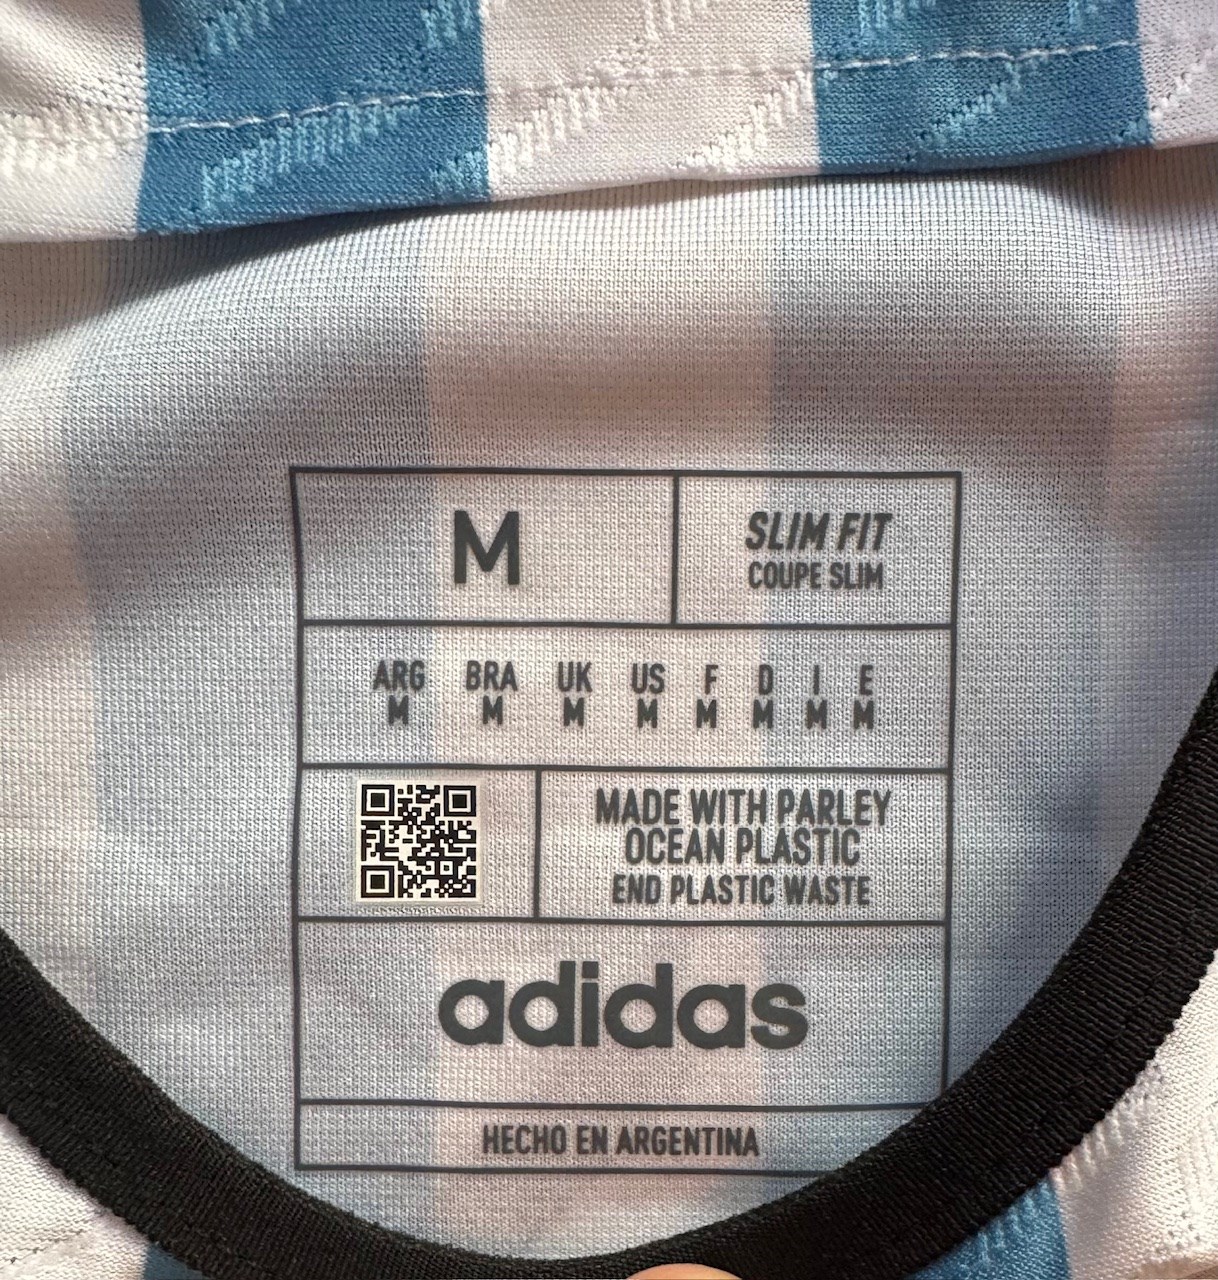 M
SLIM FIT
COUPE SLIM
ARG BRA UK US F D I E
M M M M M M M M
MADE WITH PARLEY
OCEAN PLASTIC
END PLASTIC WASTE
adidas
HECHO EN ARGENTINA